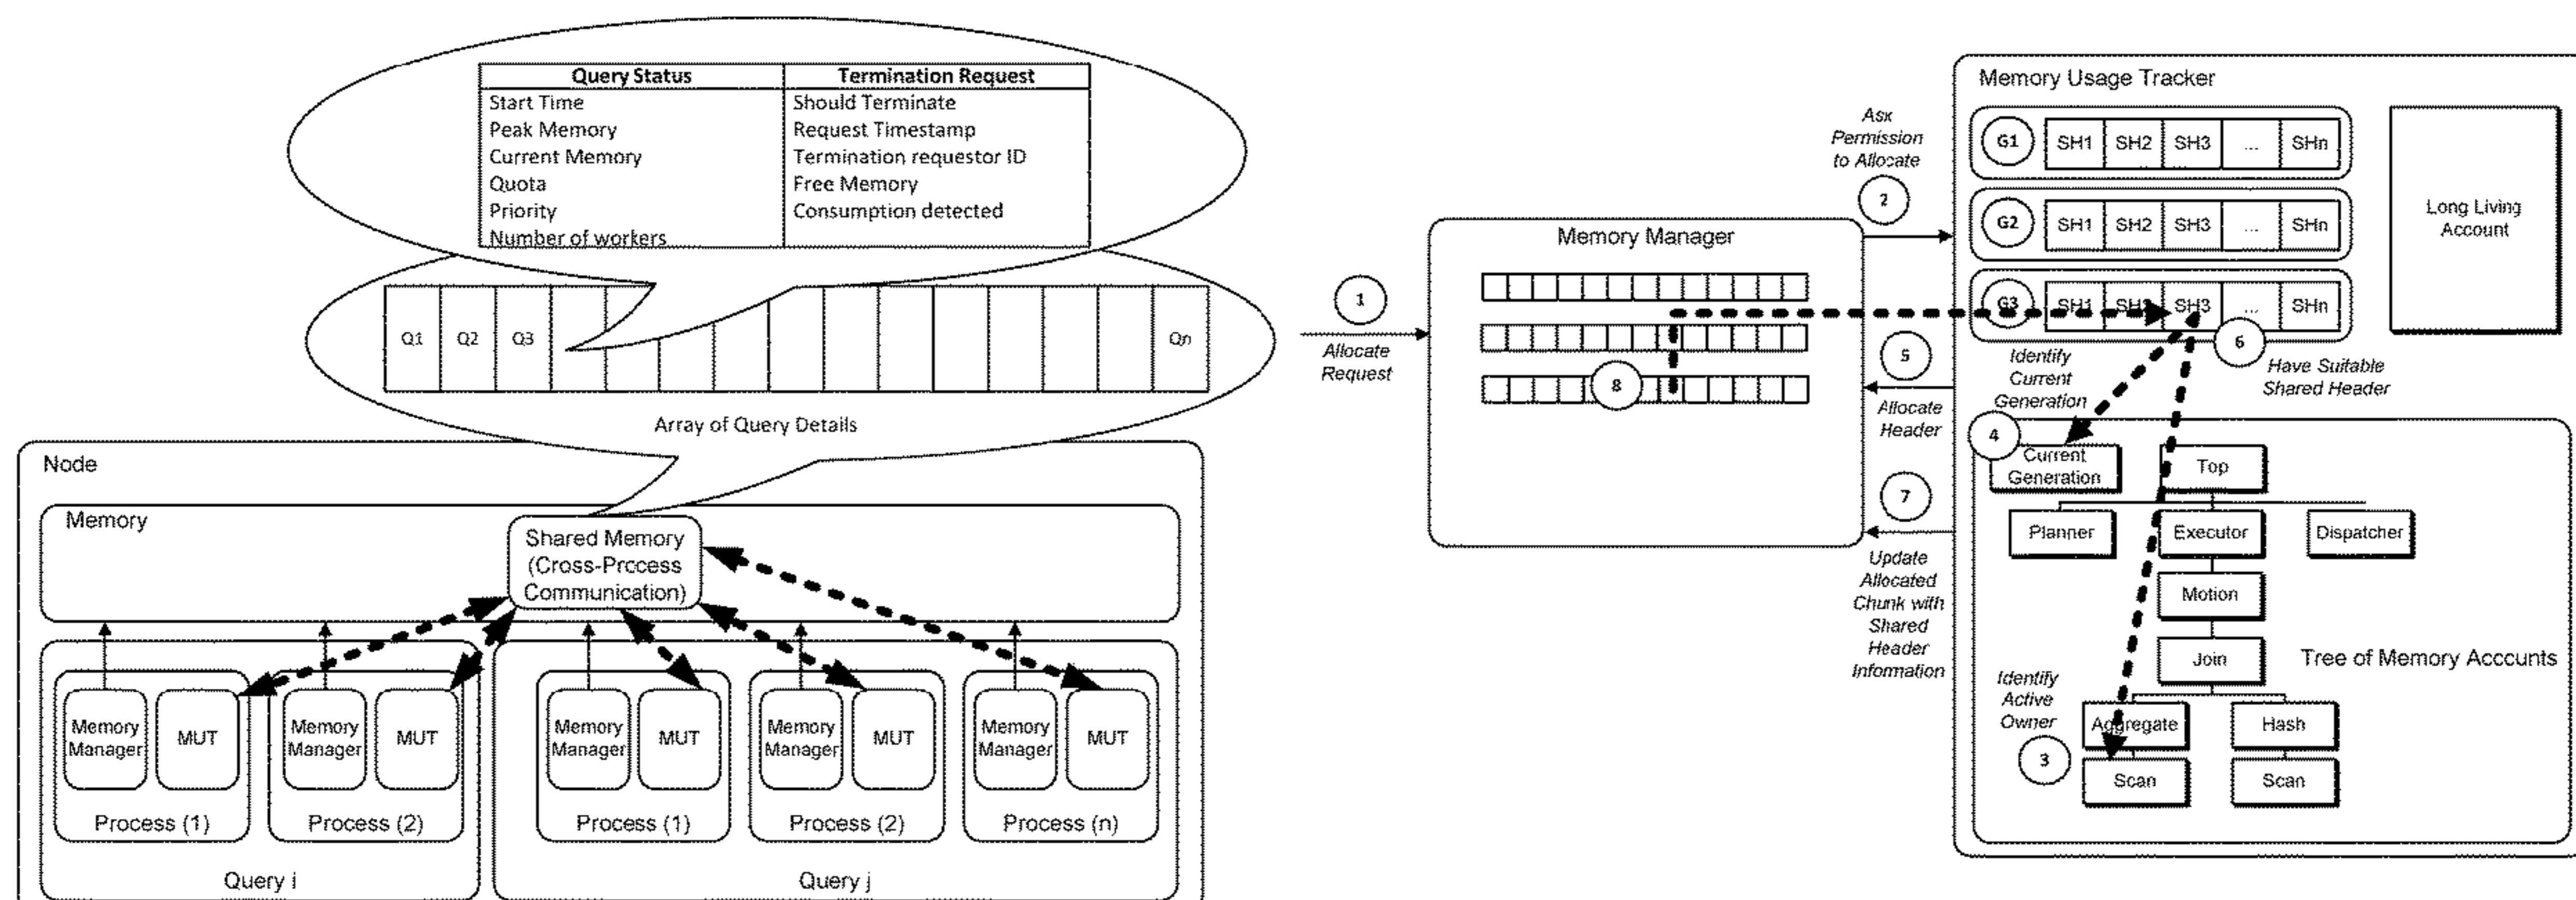 Query Status
Termination Request
Start Time
Should Terminate
Peak Memory
Request Timestamp
Current Memory
Termination requestor ID
Quota
Free Memory
Priority
Consumption detected
Number of workers
Q1 Q2 Q3 Qn
Array of Query Details
Node
Memory
Shared Memory
(Cross-Process
Communication)
Memory
Manager
MUT
Process (1)
Memory
Manager
MUT
Process (2)
Query i
Memory
Manager
MUT
Process (1)
Memory
Manager
MUT
Process (2)
Memory
Manager
MUT
Process (n)
Query j
1
Allocate
Request
Memory Manager
8
Ask
Permission
to Allocate
2
5
Allocate
Header
7
Update
Allocated
Chunk with
Shared
Header
Information
Memory Usage Tracker
G1 SH1 SH2 SH3 ... SHn
G2 SH1 SH2 SH3 ... SHn
G3 SH1 SH2 SH3 ... SHn
Long Living
Account
6
Have Suitable
Shared Header
Identify
Current
Generation
4
Current
Generation
Top
Planner
Executor
Dispatcher
Motion
Join
Tree of Memory Accounts
Identify
Active
Owner
3
Aggregate
Hash
Scan
Scan